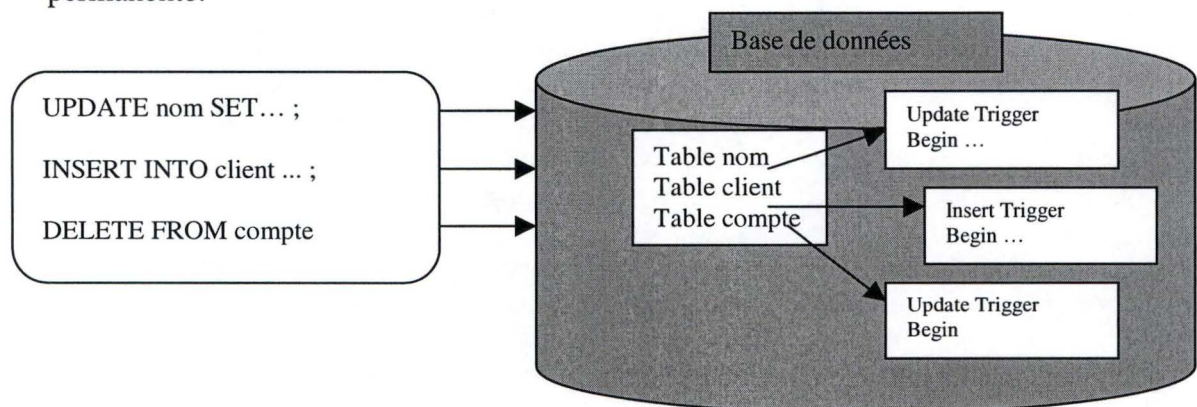 Base de données
UPDATE nom SET… ;
INSERT INTO client ... ;
DELETE FROM compte
Table nom
Table client
Table compte
Update Trigger
Begin …
Insert Trigger
Begin …
Update Trigger
Begin